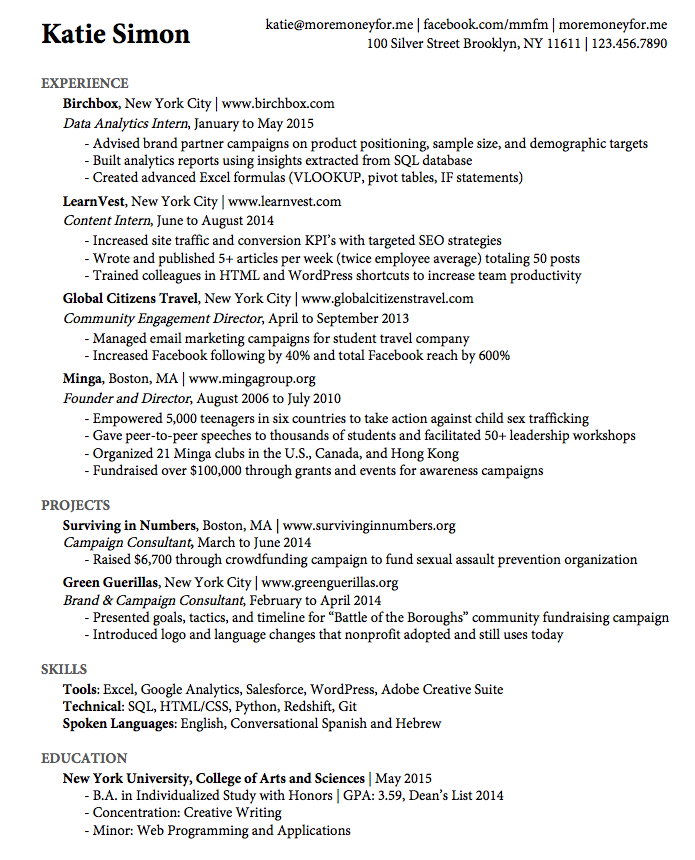 Katie Simon
katie@moremoneyfor.me | facebook.com/mmfm | moremoneyfor.me
100 Silver Street Brooklyn, NY 11611 | 123.456.7890
EXPERIENCE
Birchbox, New York City | www.birchbox.com
Data Analytics Intern, January to May 2015
- Advised brand partner campaigns on product positioning, sample size, and demographic targets
- Built analytics reports using insights extracted from SQL database
- Created advanced Excel formulas (VLOOKUP, pivot tables, IF statements)
LearnVest, New York City | www.learnvest.com
Content Intern, June to August 2014
- Increased site traffic and conversion KPI's with targeted SEO strategies
- Wrote and published 5+ articles per week (twice employee average) totaling 50 posts
- Trained colleagues in HTML and WordPress shortcuts to increase team productivity
Global Citizens Travel, New York City | www.globalcitizenstravel.com
Community Engagement Director, April to September 2013
- Managed email marketing campaigns for student travel company
- Increased Facebook following by 40% and total Facebook reach by 600%
Minga, Boston, MA | www.mingagroup.org
Founder and Director, August 2006 to July 2010
- Empowered 5,000 teenagers in six countries to take action against child sex trafficking
- Gave peer-to-peer speeches to thousands of students and facilitated 50+ leadership workshops
- Organized 21 Minga clubs in the U.S., Canada, and Hong Kong
- Fundraised over $100,000 through grants and events for awareness campaigns
PROJECTS
Surviving in Numbers, Boston, MA | www.survivinginnumbers.org
Campaign Consultant, March to June 2014
- Raised $6,700 through crowdfunding campaign to fund sexual assault prevention organization
Green Guerillas, New York City | www.greenguerillas.org
Brand & Campaign Consultant, February to April 2014
- Presented goals, tactics, and timeline for “Battle of the Boroughs” community fundraising campaign
- Introduced logo and language changes that nonprofit adopted and still uses today
SKILLS
Tools: Excel, Google Analytics, Salesforce, WordPress, Adobe Creative Suite
Technical: SQL, HTML/CSS, Python, Redshift, Git
Spoken Languages: English, Conversational Spanish and Hebrew
EDUCATION
New York University, College of Arts and Sciences | May 2015
- B.A. in Individualized Study with Honors | GPA: 3.59, Dean's List 2014
- Concentration: Creative Writing
- Minor: Web Programming and Applications